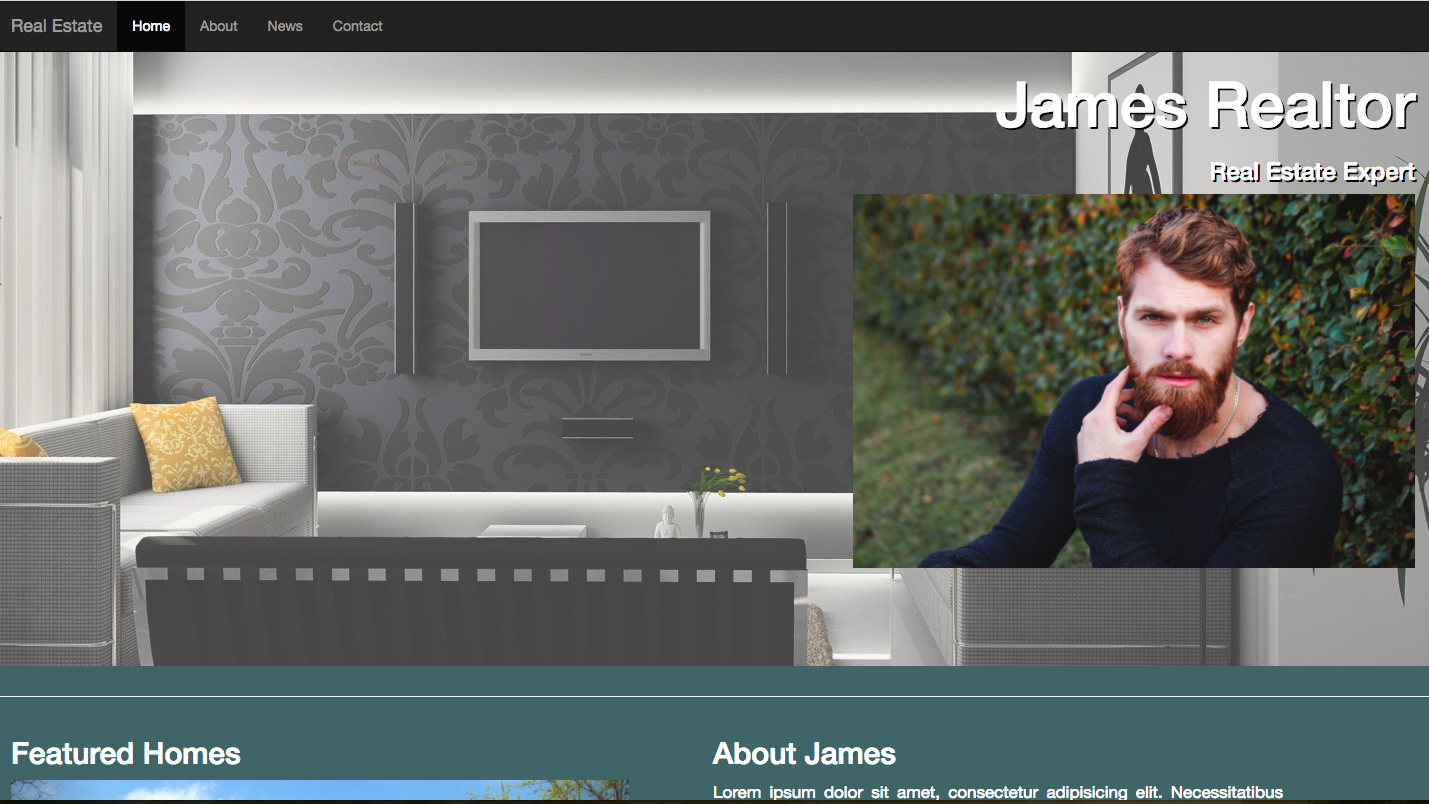 Real Estate Home About News Contact
James Realtor
Real Estate Expert
Featured Homes
About James
Lorem ipsum dolor sit amet, consectetur adipisicing elit. Necessitatibus